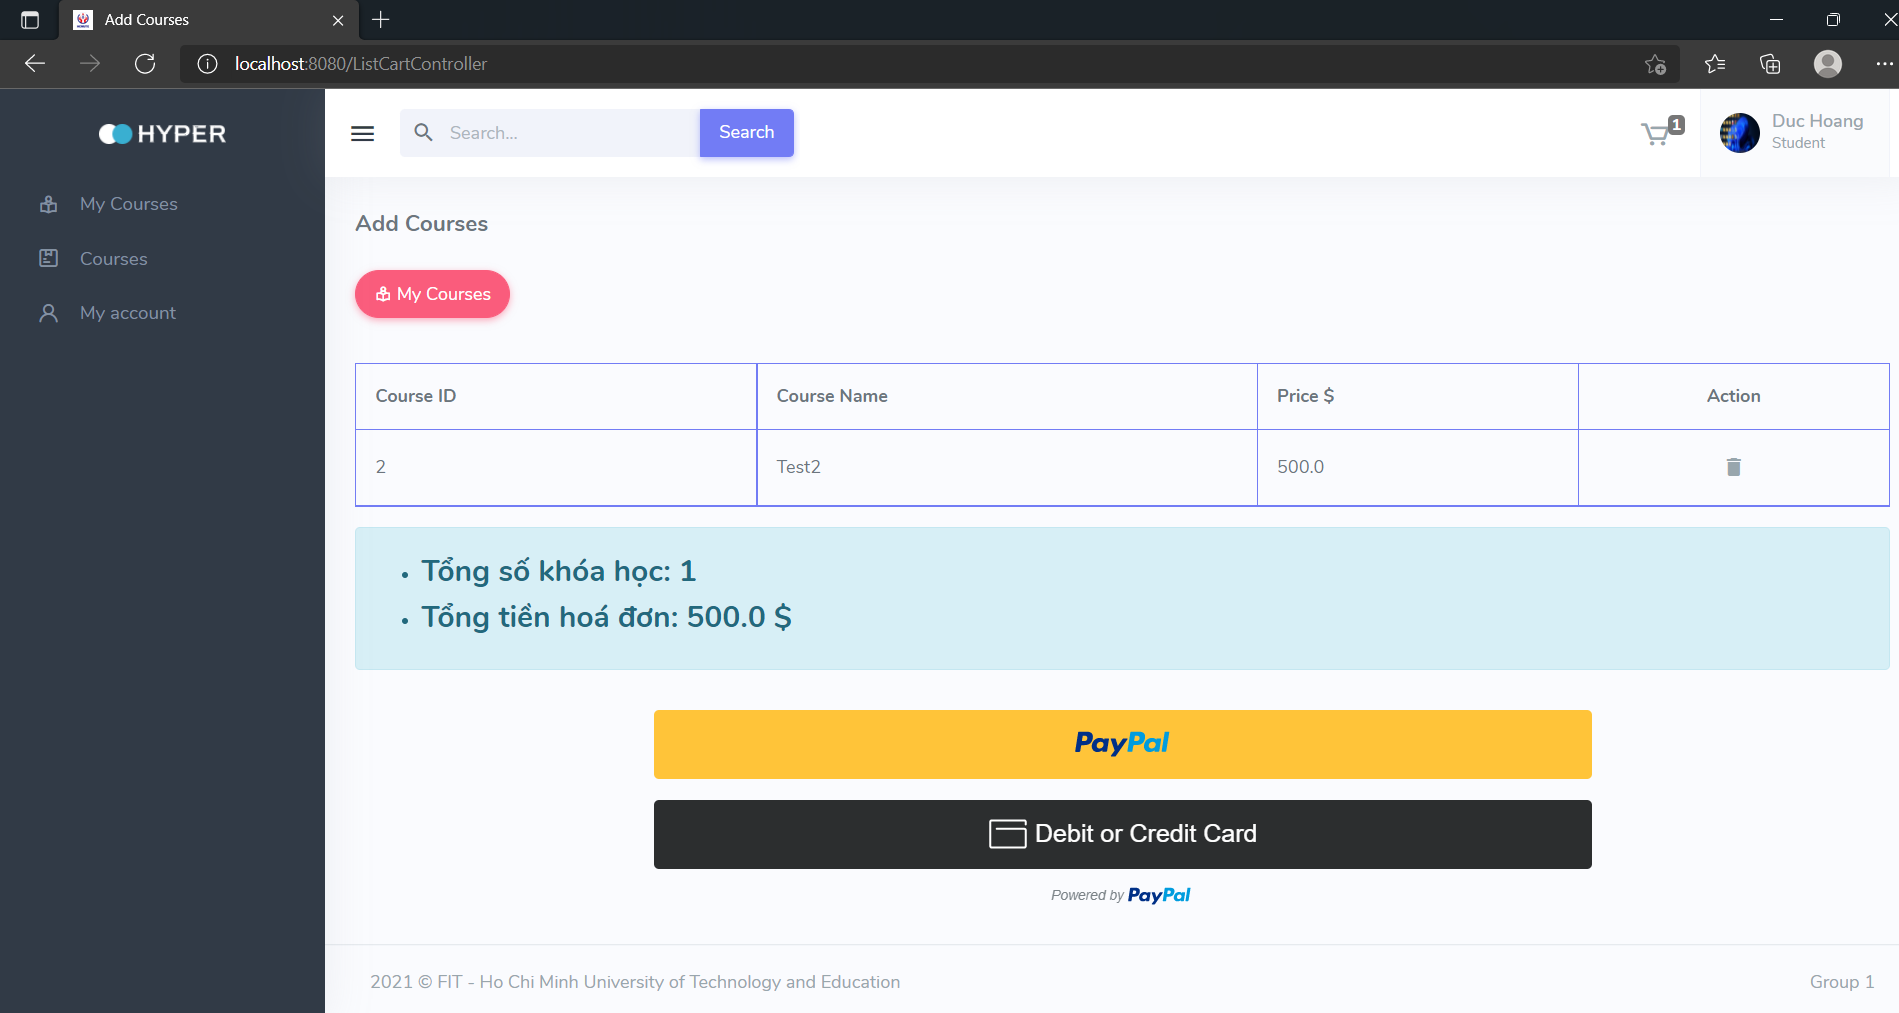 Add Courses
localhost:8080/ListCartController
HYPER
My Courses
Courses
My account
Search...
Search
1
Duc Hoang
Student
Add Courses
My Courses
Course ID
Course Name
Price $
Action
2
Test2
500.0
Tổng số khóa học: 1
Tổng tiền hoá đơn: 500.0 $
PayPal
Debit or Credit Card
Powered by PayPal
2021 © FIT - Ho Chi Minh University of Technology and Education
Group 1